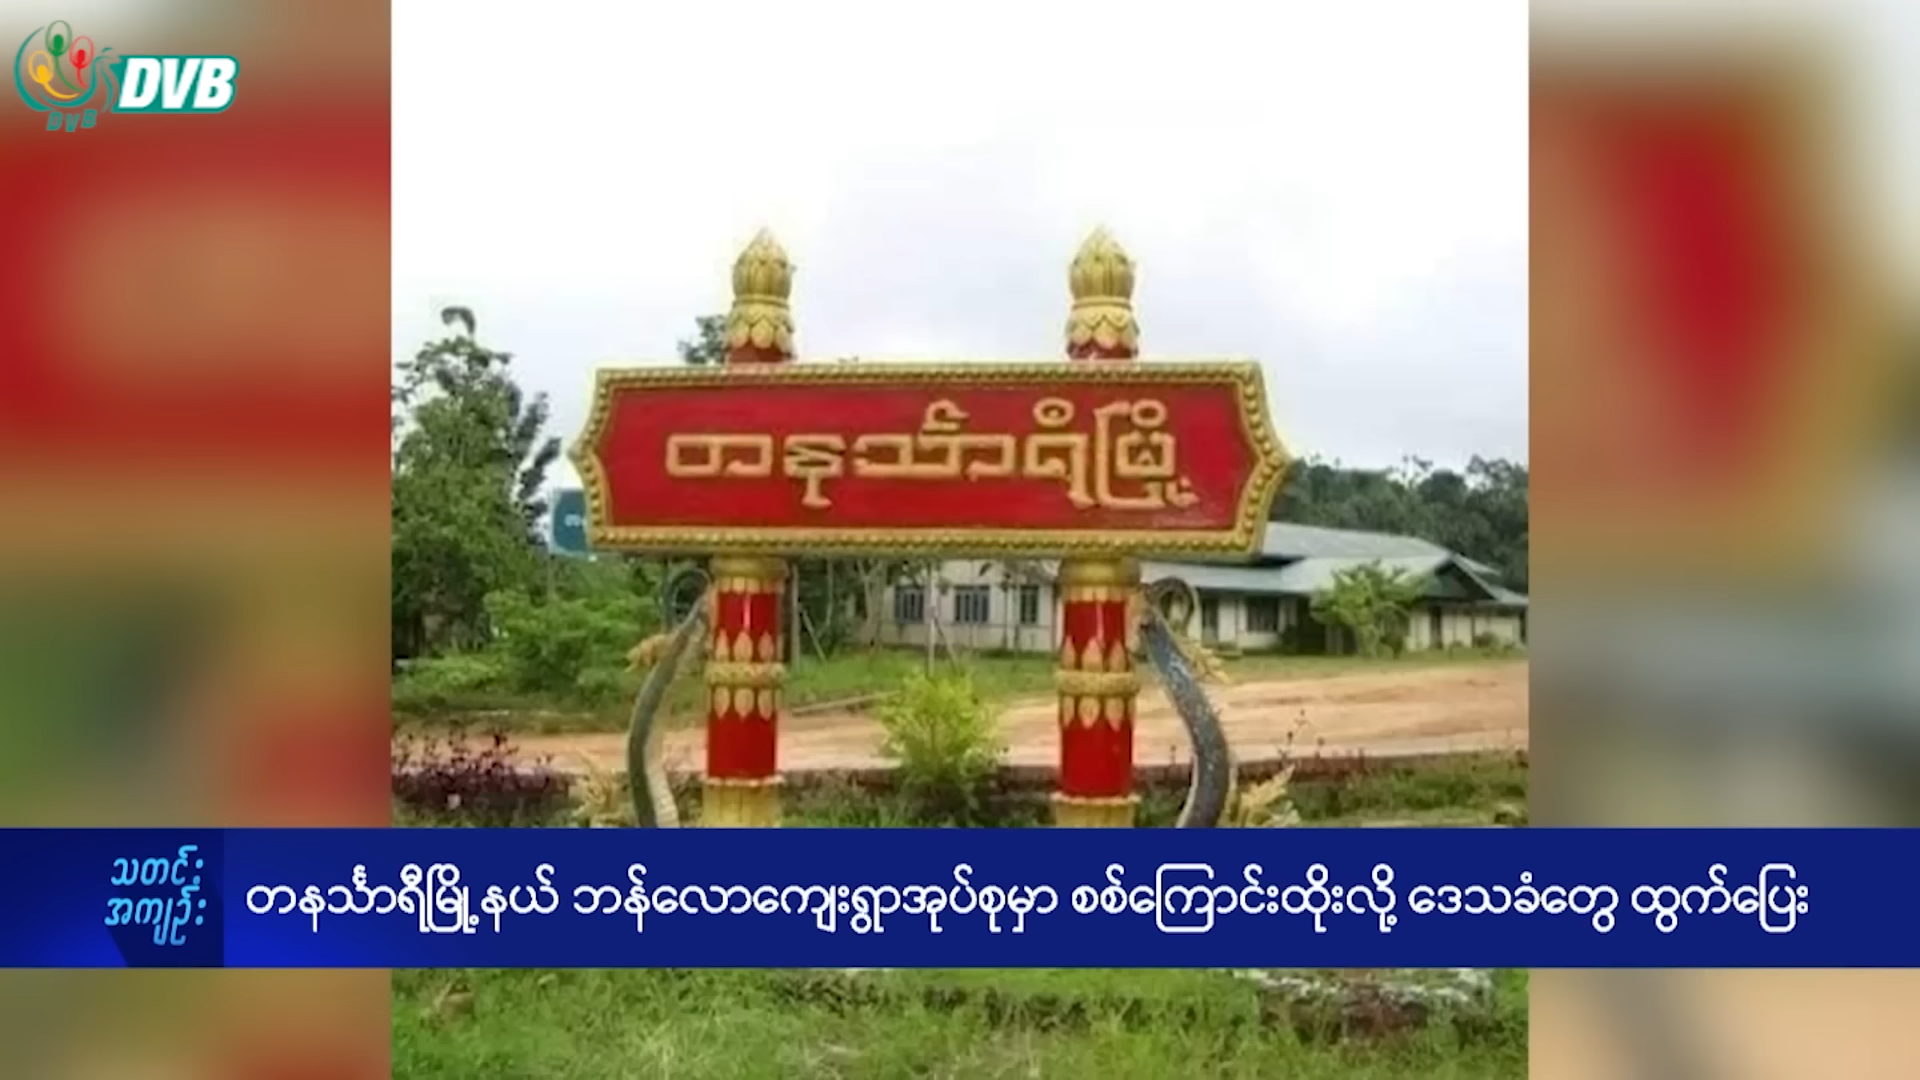 DVB
DVB
တနင်္သာရီမြို့
သတင်း
အကျဉ်း
တနင်္သာရီမြို့နယ် ဘန်လောကျေးရွာအုပ်စုမှာ စစ်ကြောင်းထိုးလို့ ဒေသခံတွေ ထွက်ပြေး